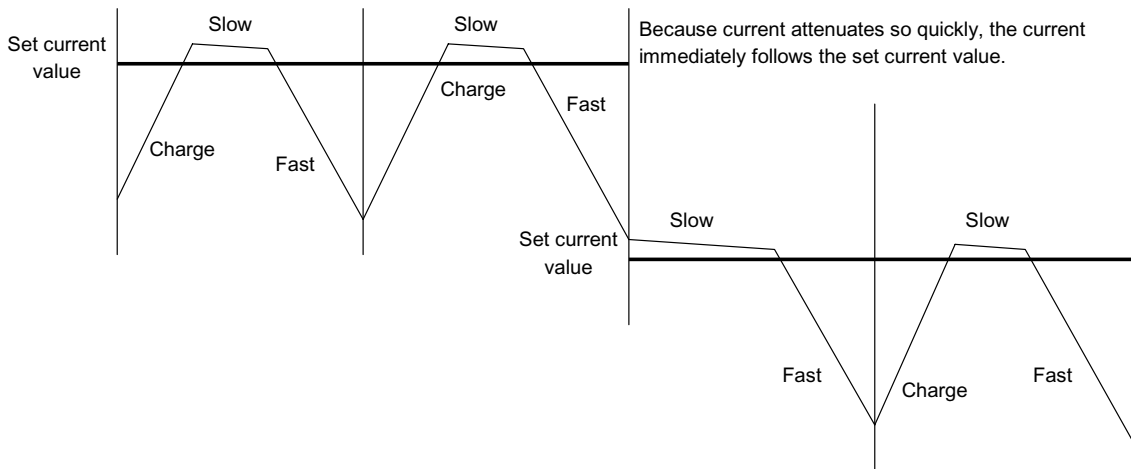 Slow
Slow
Because current attenuates so quickly, the current
immediately follows the set current value.
Set current
value
Charge
Fast
Charge
Fast
Slow
Slow
Set current
value
Fast
Charge
Fast